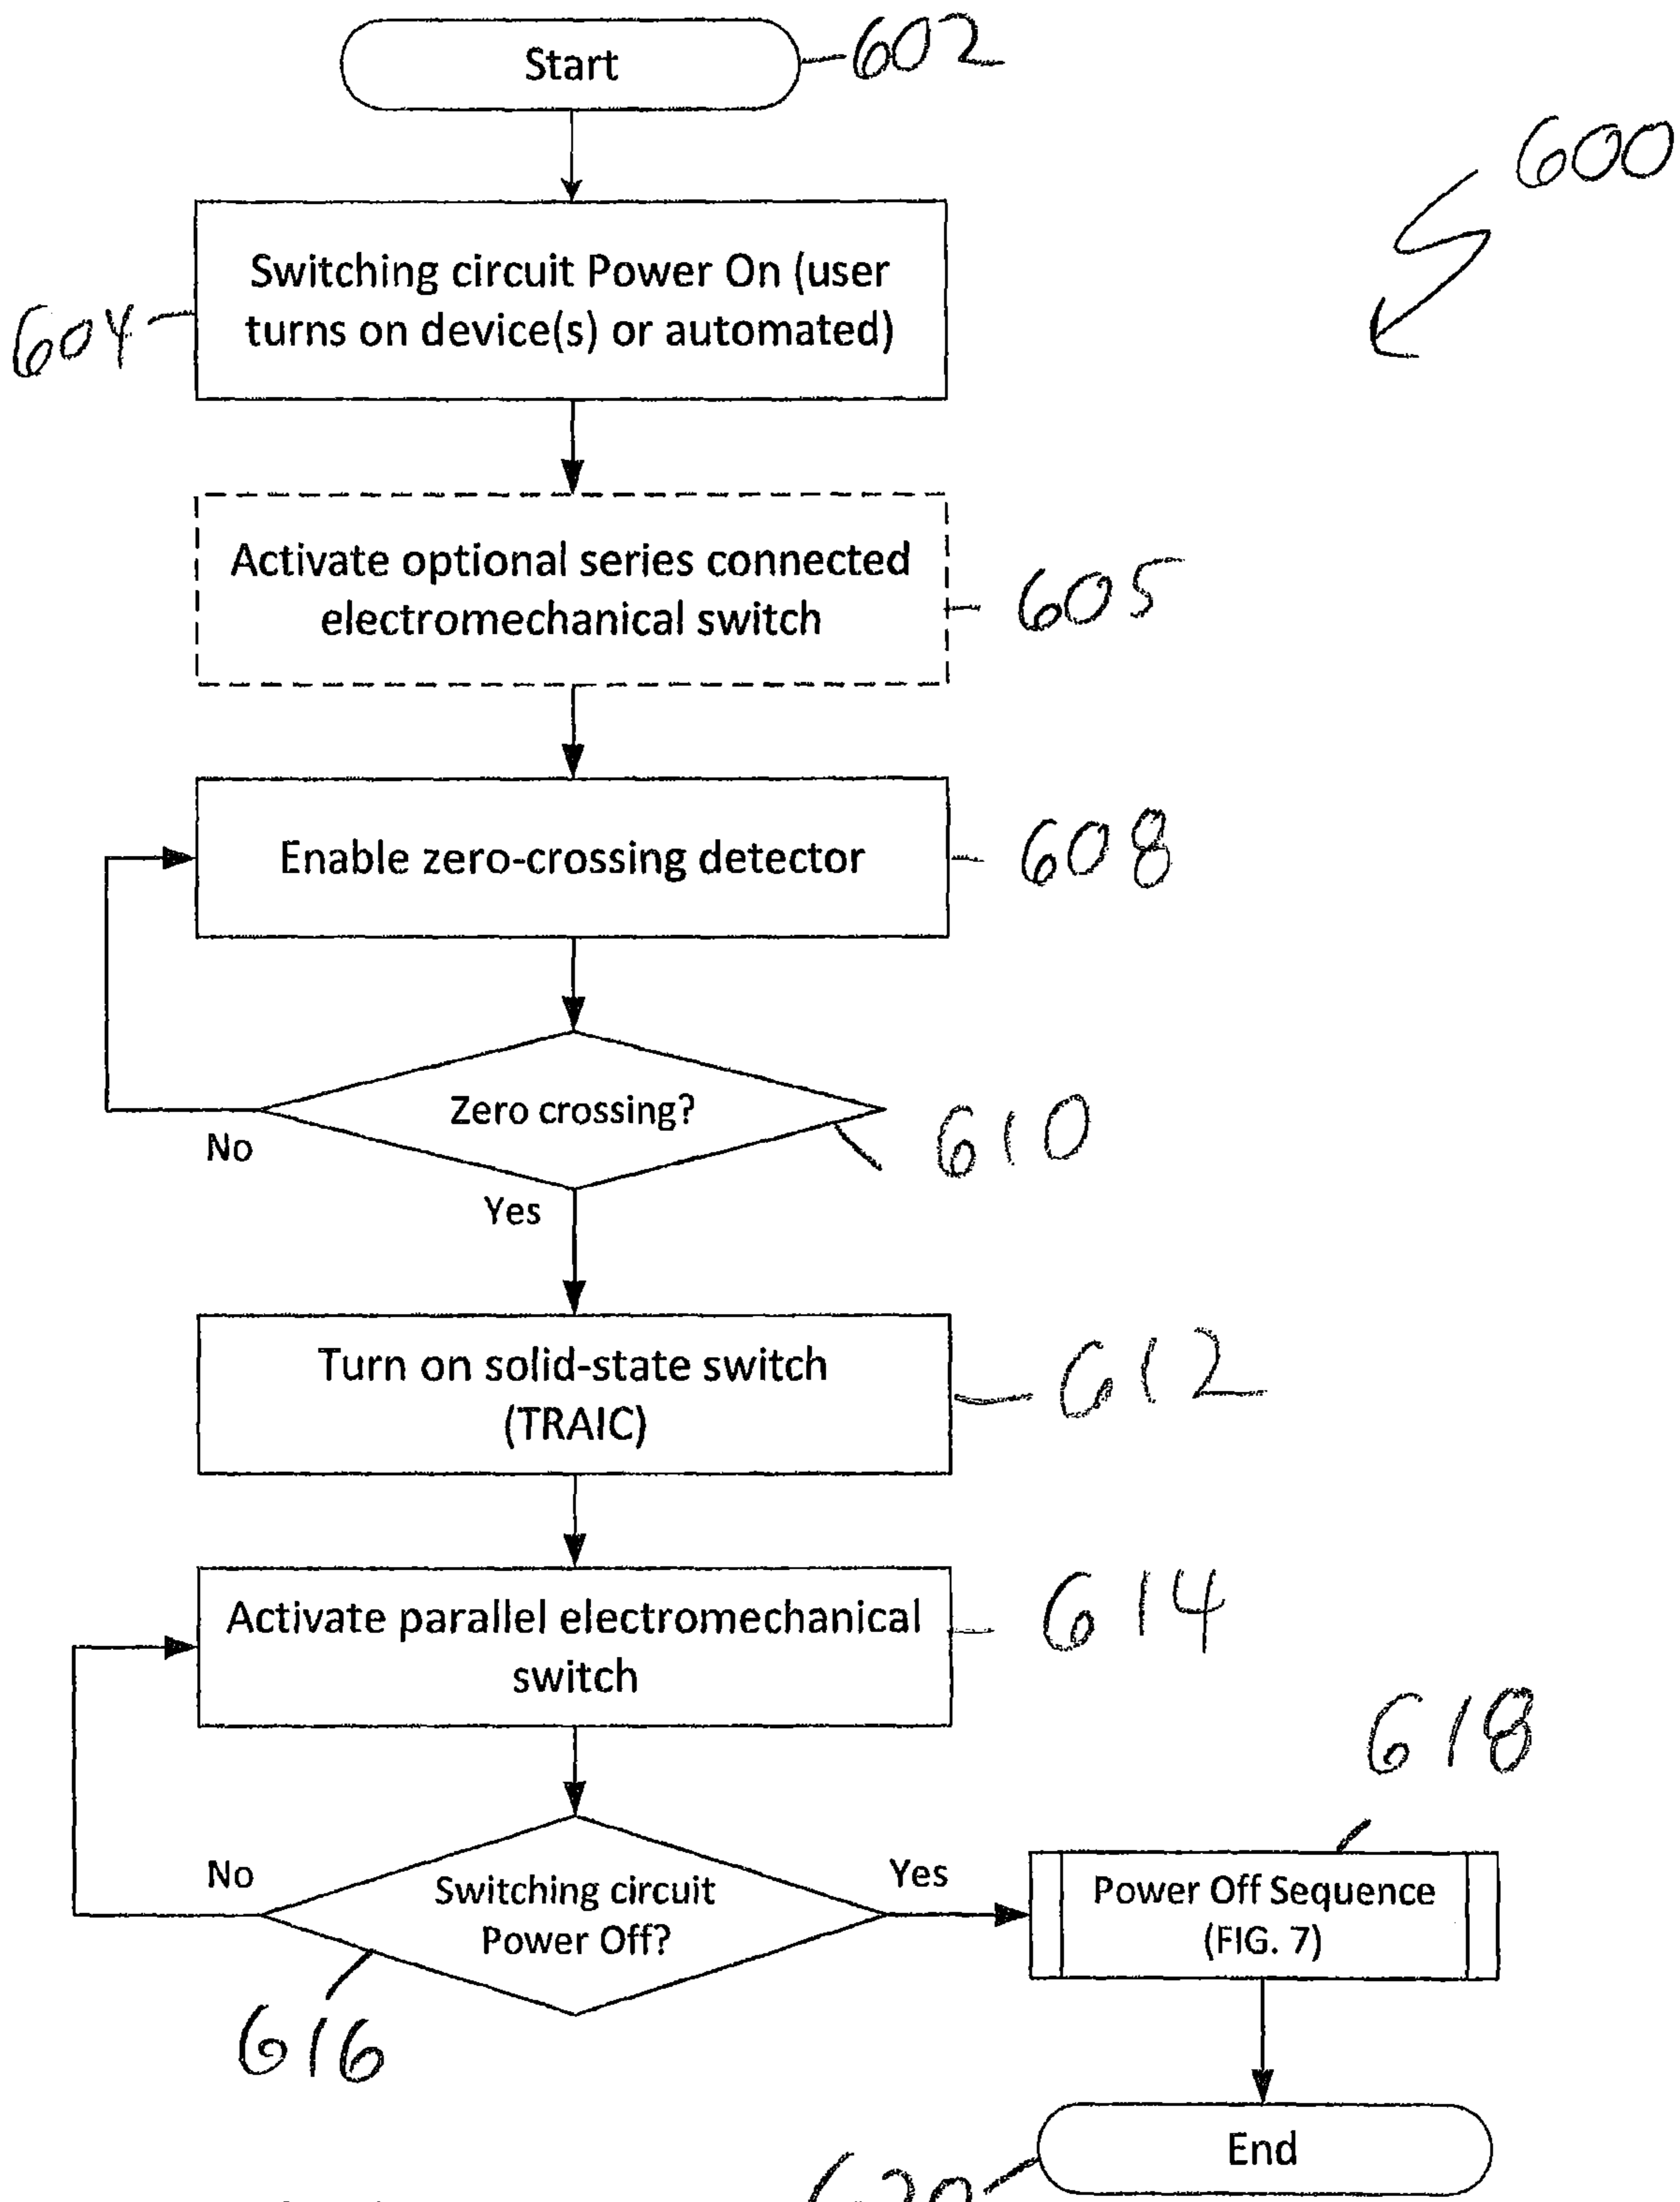 Start
602
600
Switching circuit Power On (user
turns on device(s) or automated)
604
Activate optional series connected
electromechanical switch
605
Enable zero-crossing detector
608
Zero crossing?
610
No
Yes
Turn on solid-state switch
(TRAIC)
612
Activate parallel electromechanical
switch
614
618
No
Switching circuit
Power Off?
Yes
Power Off Sequence
(FIG. 7)
616
End
620